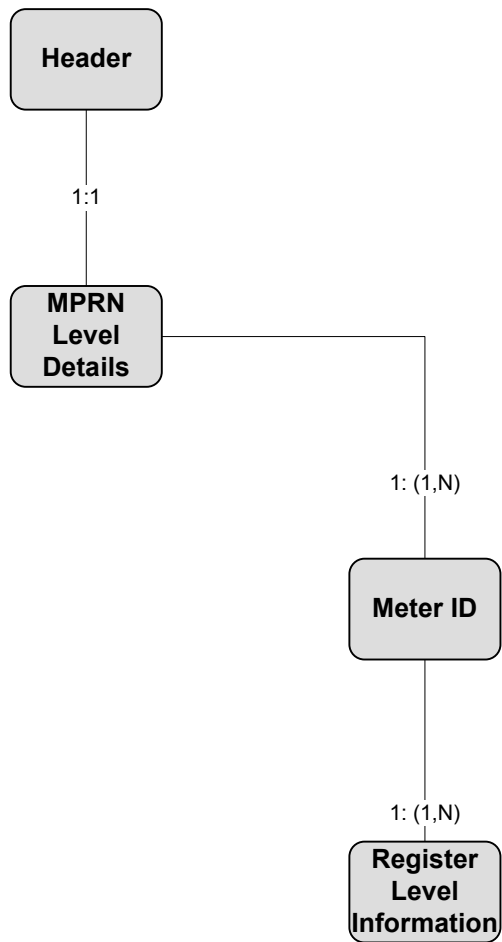 Header
1:1
MPRN
Level
Details
1: (1,N)
Meter ID
1: (1,N)
Register
Level
Information